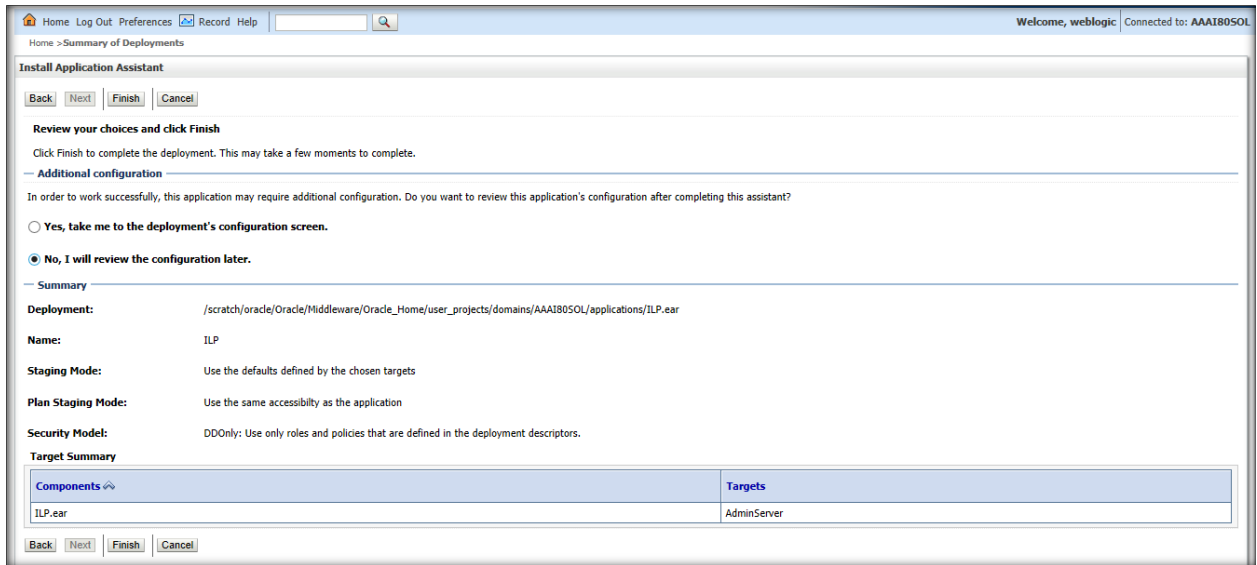 Home Log Out Preferences Record Help Welcome, weblogic Connected to: AAAI80SOL
Home >Summary of Deployments
Install Application Assistant
Back Next Finish Cancel
Review your choices and click Finish
Click Finish to complete the deployment. This may take a few moments to complete.
Additional configuration
In order to work successfully, this application may require additional configuration. Do you want to review this application's configuration after completing this assistant?
Yes, take me to the deployment's configuration screen.
No, I will review the configuration later.
Summary
Deployment: /scratch/oracle/Oracle/Middleware/Oracle_Home/user_projects/domains/AAAI80SOL/applications/ILP.ear
Name: ILP
Staging Mode: Use the defaults defined by the chosen targets
Plan Staging Mode: Use the same accessibilty as the application
Security Model: DDOnly: Use only roles and policies that are defined in the deployment descriptors.
Target Summary
Components Targets
ILP.ear AdminServer
Back Next Finish Cancel